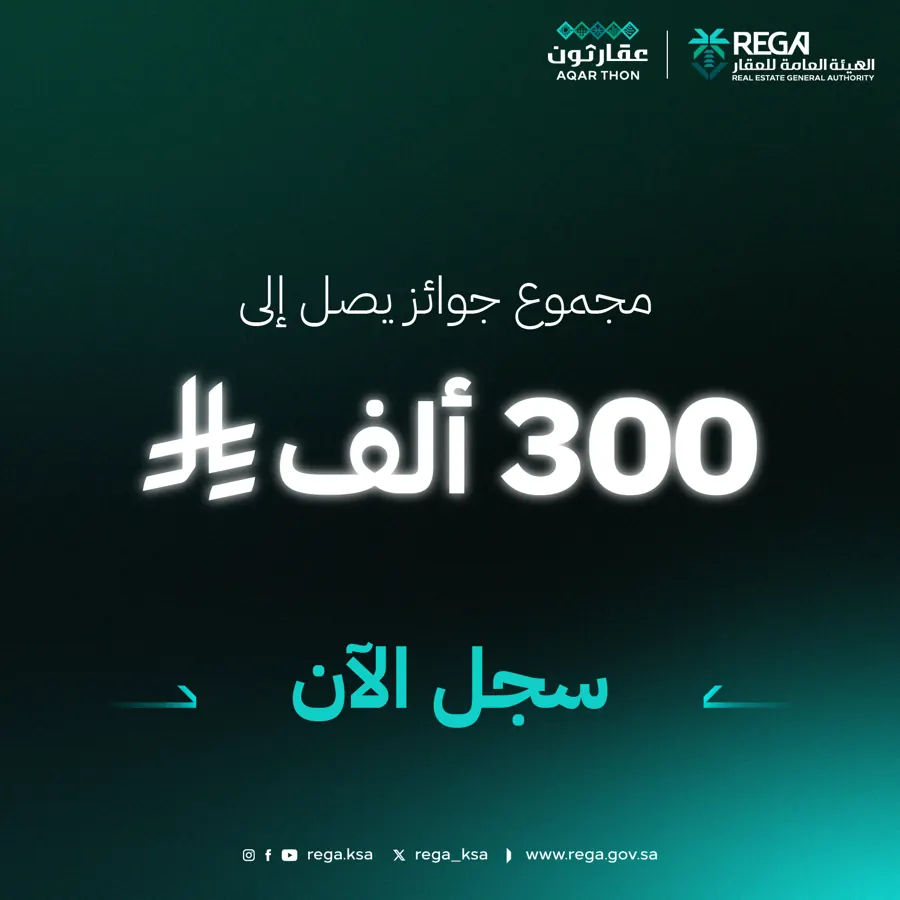 عقارثون
AQAR THON
REGA
الهيئة العامة للعقار
REAL ESTATE GENERAL AUTHORITY
مجموع جوائز يصل إلى
300 ألف ⃁
سجل الآن
rega.ksa rega_ksa www.rega.gov.sa